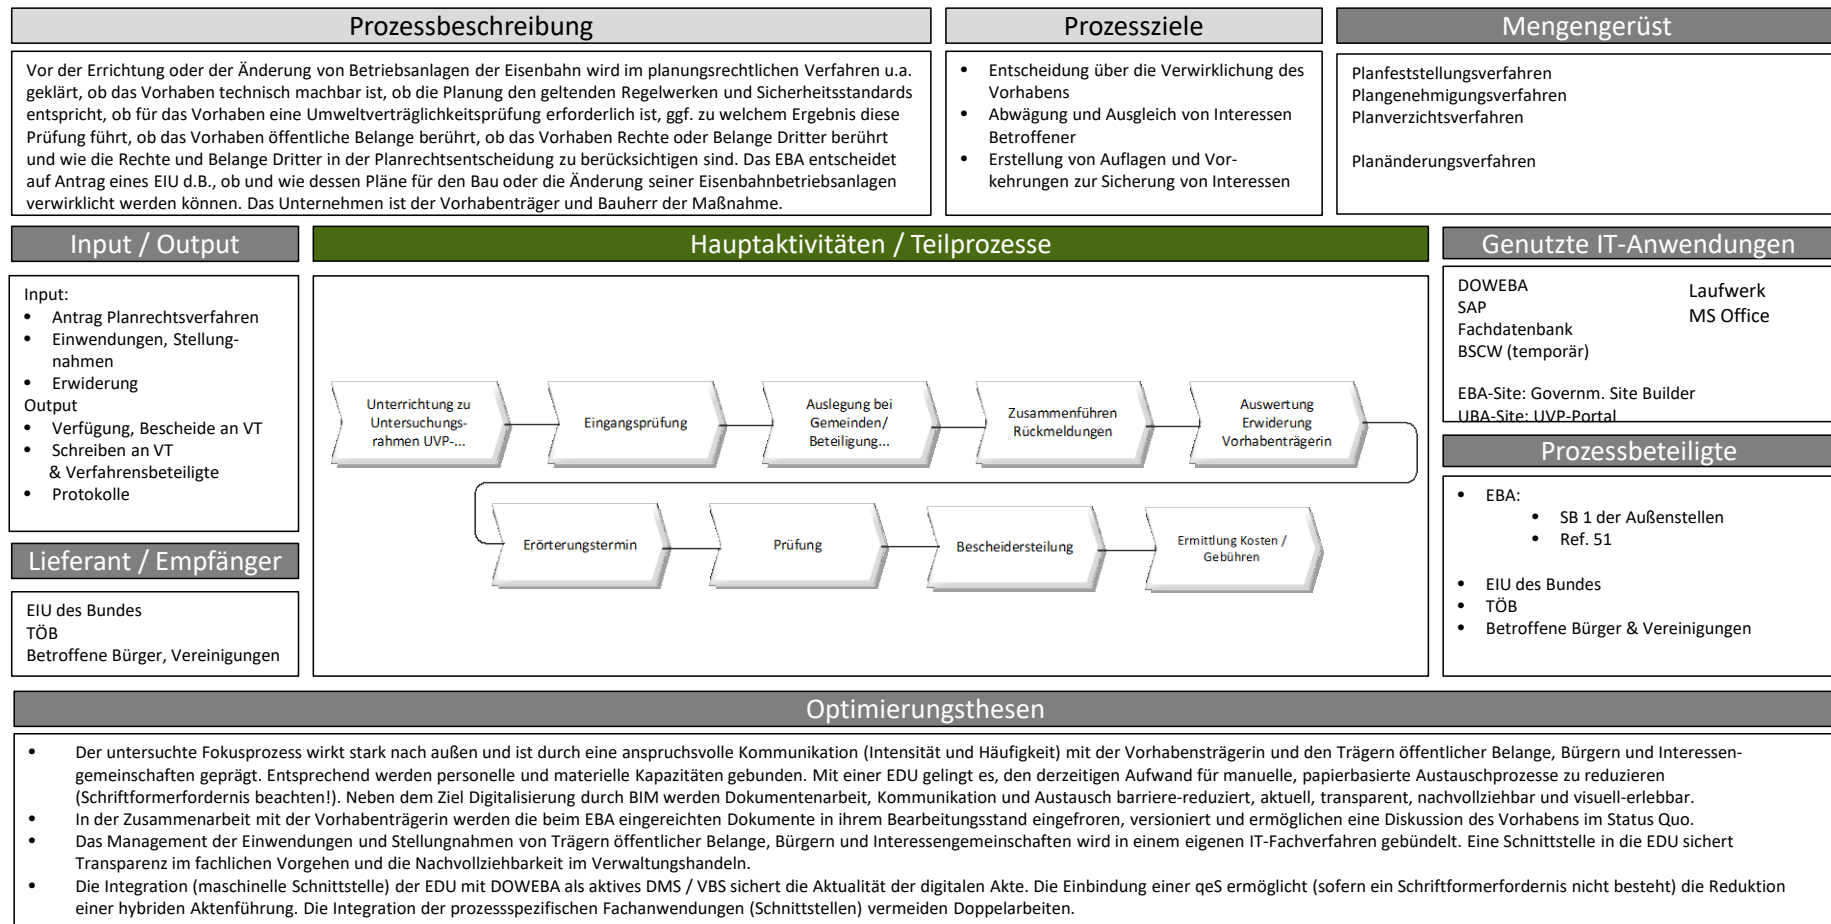 Prozessbeschreibung
Vor der Errichtung oder der Änderung von Betriebsanlagen der Eisenbahn wird im planungsrechtlichen Verfahren u.a.
geklärt, ob das Vorhaben technisch machbar ist, ob die Planung den geltenden Regelwerken und Sicherheitsstandards
entspricht, ob für das Vorhaben eine Umweltverträglichkeitsprüfung erforderlich ist, ggf. zu welchem Ergebnis diese
Prüfung führt, ob das Vorhaben öffentliche Belange berührt, ob das Vorhaben Rechte oder Belange Dritter berührt
und wie die Rechte und Belange Dritter in der Planrechtsentscheidung zu berücksichtigen sind. Das EBA entscheidet
auf Antrag eines EIU d.B., ob und wie dessen Pläne für den Bau oder die Änderung seiner Eisenbahnbetriebsanlagen
verwirklicht werden können. Das Unternehmen ist der Vorhabenträger und Bauherr der Maßnahme.
Prozessziele
• Entscheidung über die Verwirklichung des
Vorhabens
• Abwägung und Ausgleich von Interessen
Betroffener
• Erstellung von Auflagen und Vor-
kehrungen zur Sicherung von Interessen
Mengengerüst
Planfeststellungsverfahren
Plangenehmigungsverfahren
Planverzichtsverfahren
Planänderungsverfahren
Input / Output
Input:
• Antrag Planrechtsverfahren
• Einwendungen, Stellung-
nahmen
• Erwiderung
Output
• Verfügung, Bescheide an VT
• Schreiben an VT
& Verfahrensbeteiligte
• Protokolle
Lieferant / Empfänger
EIU des Bundes
TÖB
Betroffene Bürger, Vereinigungen
Hauptaktivitäten / Teilprozesse
Unterrichtung zu
Untersuchungs-
rahmen UVP-...
Eingangsprüfung
Auslegung bei
Gemeinden/
Beteiligung...
Zusammenführen
Rückmeldungen
Auswertung
Erwiderung
Vorhabenträgerin
Erörterungstermin
Prüfung
Bescheidersteilung
Ermittlung Kosten /
Gebühren
Genutzte IT-Anwendungen
DOWEBA
SAP
Fachdatenbank
BSCW (temporär)
Laufwerk
MS Office
EBA-Site: Governm. Site Builder
UBA-Site: UVP-Portal
Prozessbeteiligte
• EBA:
• SB 1 der Außenstellen
• Ref. 51
• EIU des Bundes
• TÖB
• Betroffene Bürger & Vereinigungen
Optimierungsthesen
• Der untersuchte Fokusprozess wirkt stark nach außen und ist durch eine anspruchsvolle Kommunikation (Intensität und Häufigkeit) mit der Vorhabensträgerin und den Trägern öffentlicher Belange, Bürgern und Interessen-
gemeinschaften geprägt. Entsprechend werden personelle und materielle Kapazitäten gebunden. Mit einer EDU gelingt es, den derzeitigen Aufwand für manuelle, papierbasierte Austauschprozesse zu reduzieren
(Schriftformerfordernis beachten!). Neben dem Ziel Digitalisierung durch BIM werden Dokumentenarbeit, Kommunikation und Austausch barriere-reduziert, aktuell, transparent, nachvollziehbar und visuell-erlebbar.
• In der Zusammenarbeit mit der Vorhabenträgerin werden die beim EBA eingereichten Dokumente in ihrem Bearbeitungsstand eingefroren, versioniert und ermöglichen eine Diskussion des Vorhabens im Status Quo.
• Das Management der Einwendungen und Stellungnahmen von Trägern öffentlicher Belange, Bürgern und Interessengemeinschaften wird in einem eigenen IT-Fachverfahren gebündelt. Eine Schnittstelle in die EDU sichert
Transparenz im fachlichen Vorgehen und die Nachvollziehbarkeit im Verwaltungshandeln.
• Die Integration (maschinelle Schnittstelle) der EDU mit DOWEBA als aktives DMS / VBS sichert die Aktualität der digitalen Akte. Die Einbindung einer qeS ermöglicht (sofern ein Schriftformerfordernis nicht besteht) die Reduktion
einer hybriden Aktenführung. Die Integration der prozessspezifischen Fachanwendungen (Schnittstellen) vermeiden Doppelarbeiten.